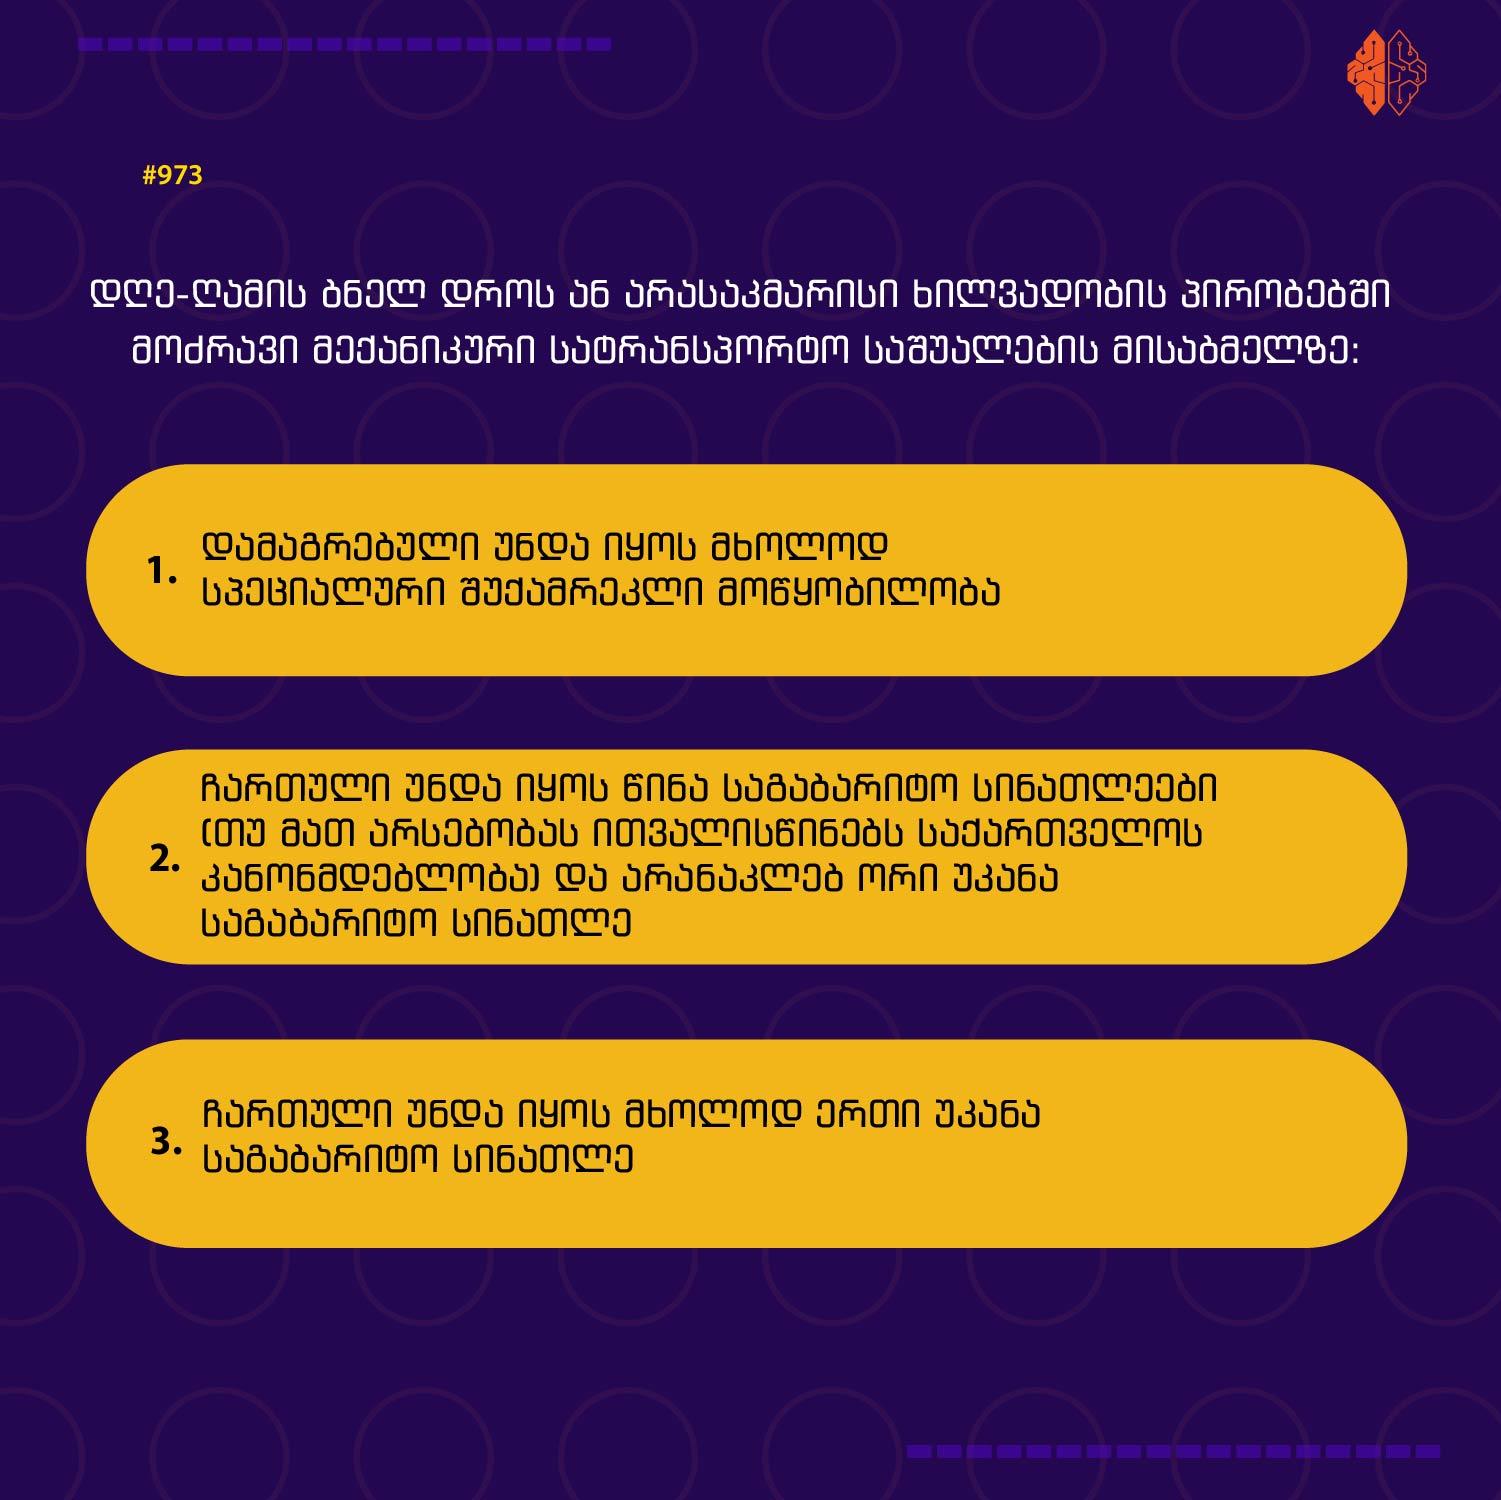 #973
დღე-ღამის ბნელ დროს ან არასაკმარისი ხილვადობის პირობებში
მოძრავი მექანიკური სატრანსპორტო საშუალების მისაბმელზე:
1. დამაგრებული უნდა იყოს მხოლოდ
სპეციალური შუქამრეკლი მოწყობილობა
2. ჩართული უნდა იყოს წინა საგაბარიტო სინათლეები
(თუ მათ არსებობას ითვალისწინებს საქართველოს
კანონმდებლობა) და არანაკლებ ორი უკანა
საგაბარიტო სინათლე
3. ჩართული უნდა იყოს მხოლოდ ერთი უკანა
საგაბარიტო სინათლე